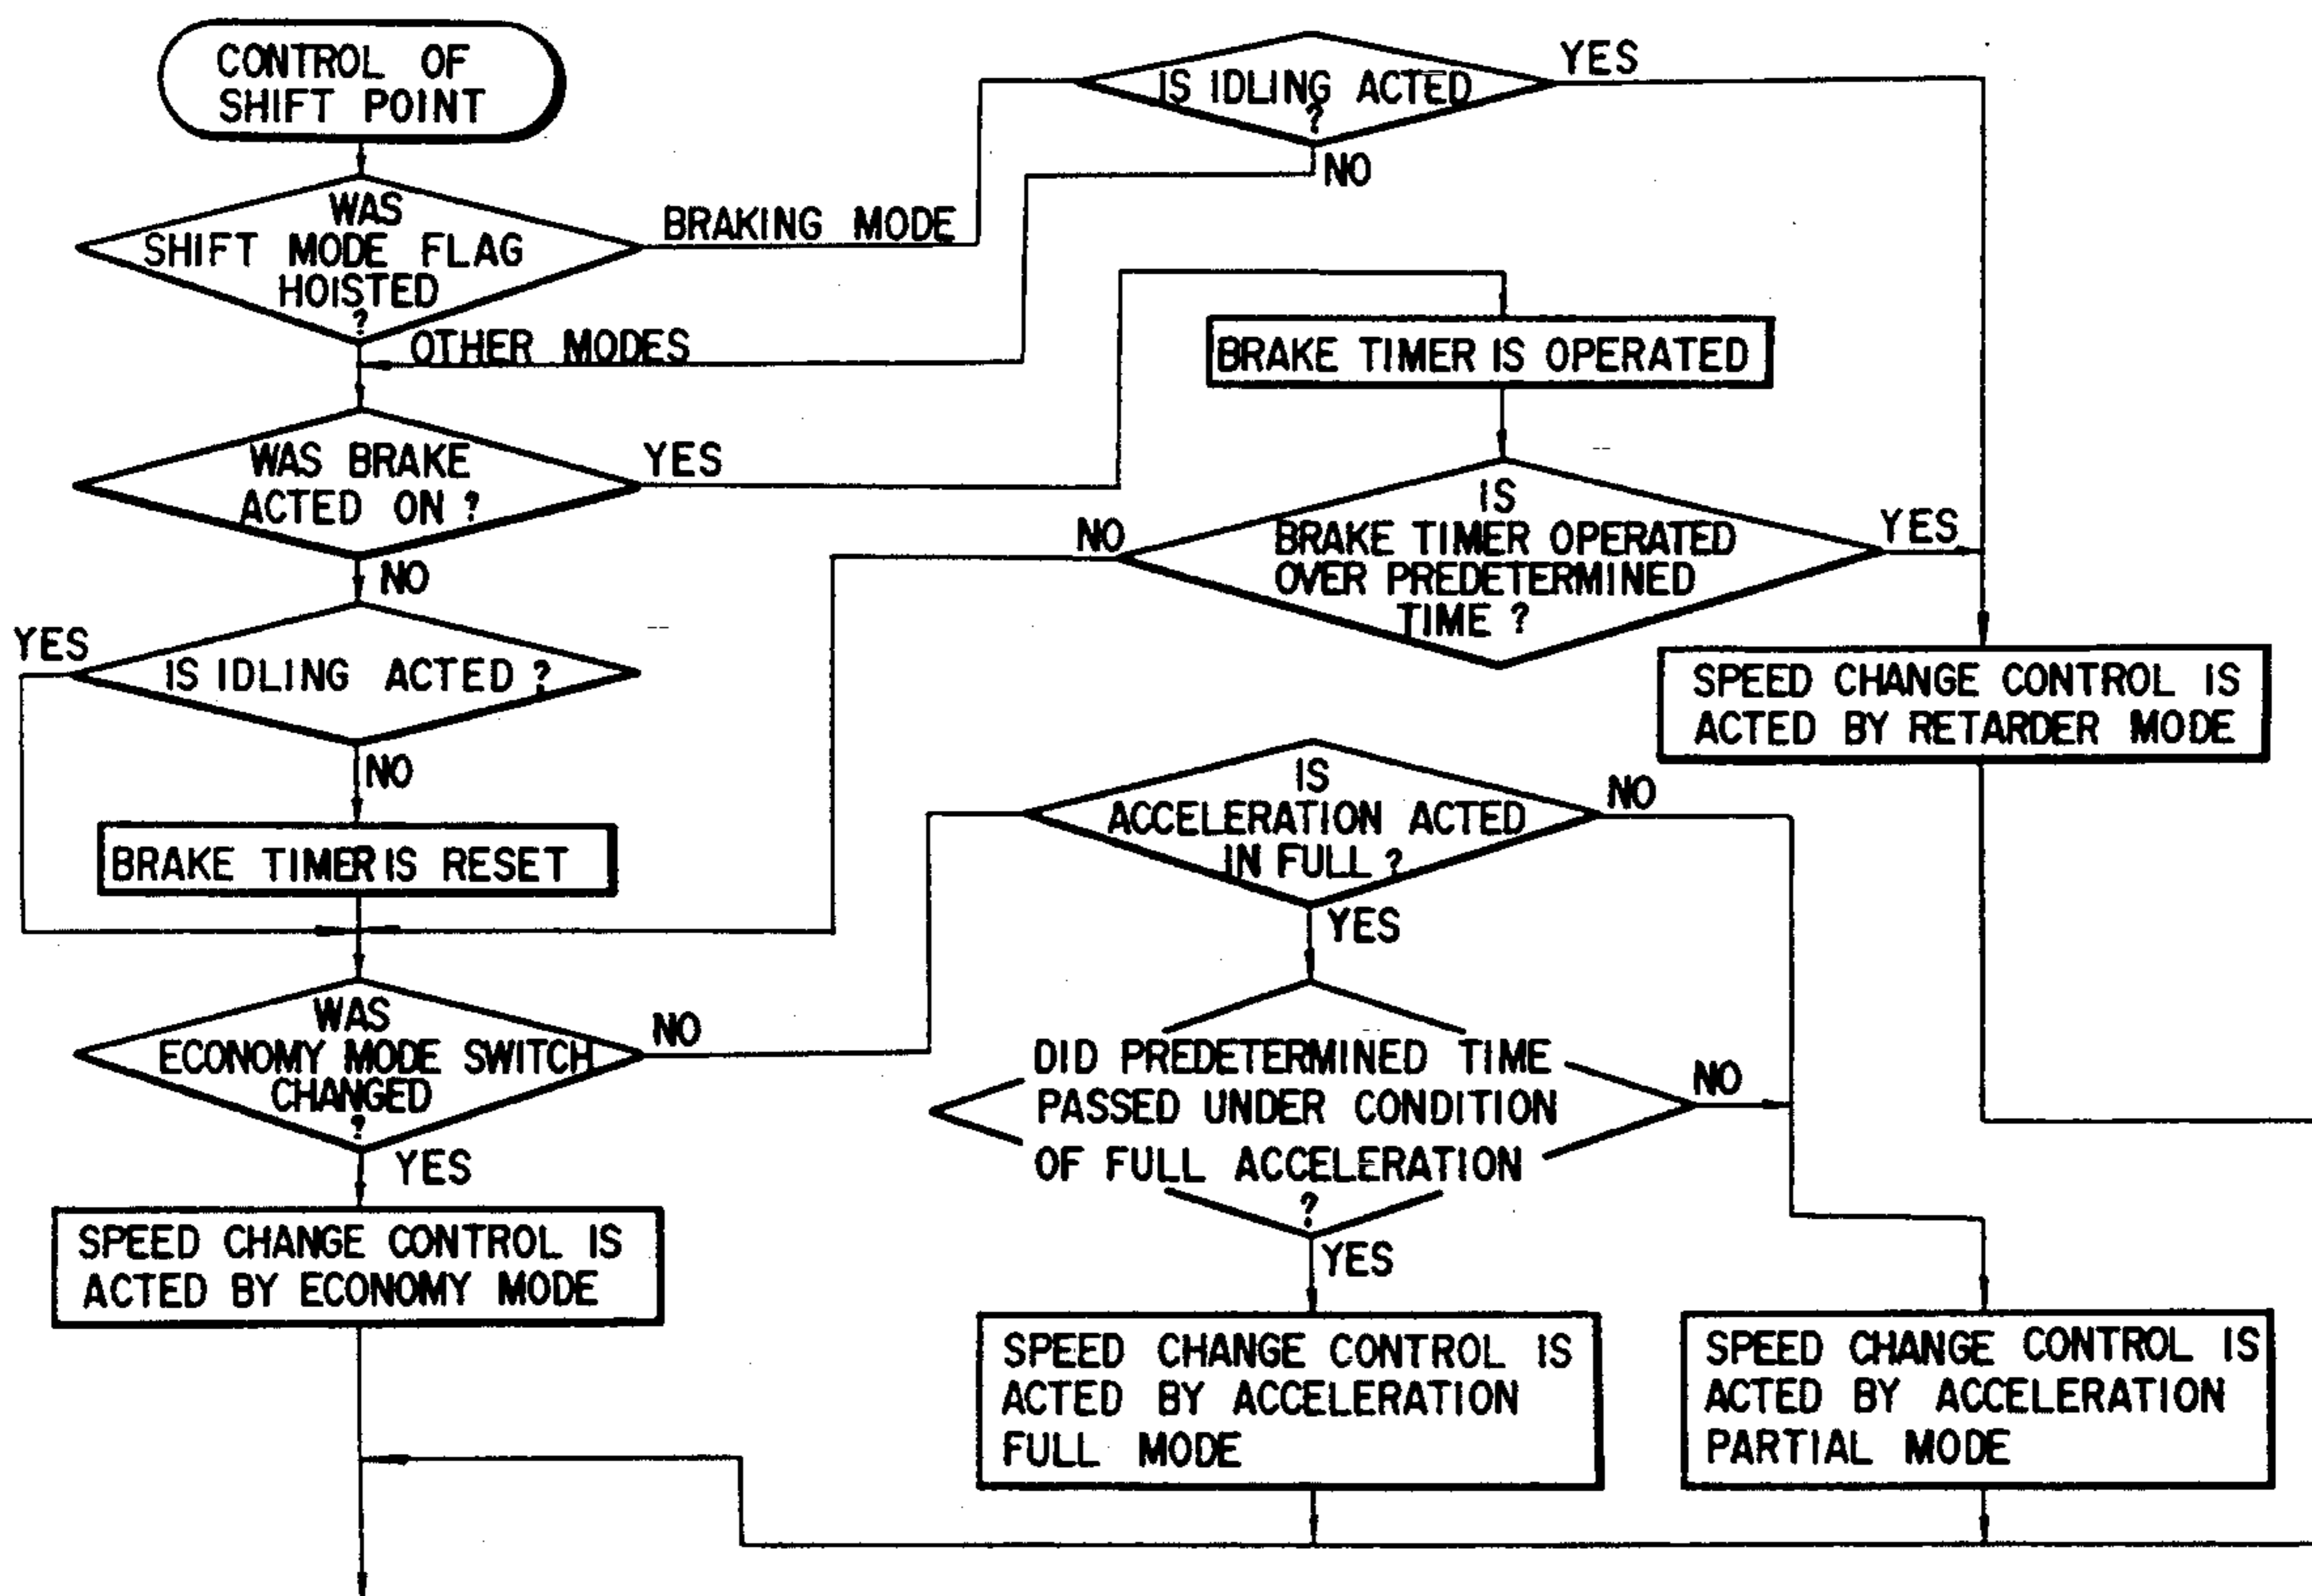 CONTROL OF
SHIFT POINT
WAS
SHIFT MODE FLAG
HOISTED
?
BRAKING MODE
OTHER MODES
IS IDLING ACTED
?
YES
NO
WAS BRAKE
ACTED ON ?
YES
NO
BRAKE TIMER IS OPERATED
IS
BRAKE TIMER OPERATED
OVER PREDETERMINED
TIME ?
NO
YES
IS IDLING ACTED ?
YES
NO
BRAKE TIMER IS RESET
SPEED CHANGE CONTROL IS
ACTED BY RETARDER MODE
WAS
ECONOMY MODE SWITCH
CHANGED
?
NO
YES
IS
ACCELERATION ACTED
IN FULL ?
NO
YES
DID PREDETERMINED TIME
PASSED UNDER CONDITION
OF FULL ACCELERATION
?
NO
YES
SPEED CHANGE CONTROL IS
ACTED BY ECONOMY MODE
SPEED CHANGE CONTROL IS
ACTED BY ACCELERATION
FULL MODE
SPEED CHANGE CONTROL IS
ACTED BY ACCELERATION
PARTIAL MODE